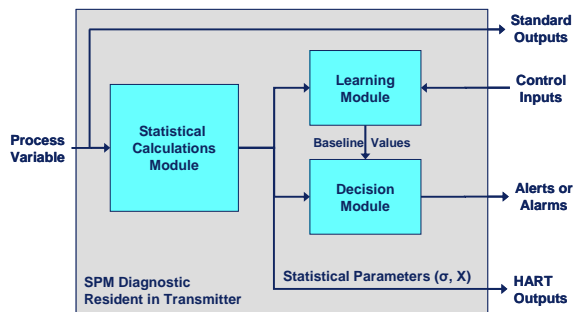 Standard
Outputs
Learning
Module
Control
Inputs
Process
Variable
Statistical
Calculations
Module
Baseline Values
Decision
Module
Alerts or
Alarms
Statistical Parameters (σ, X)
SPM Diagnostic
Resident in Transmitter
HART
Outputs